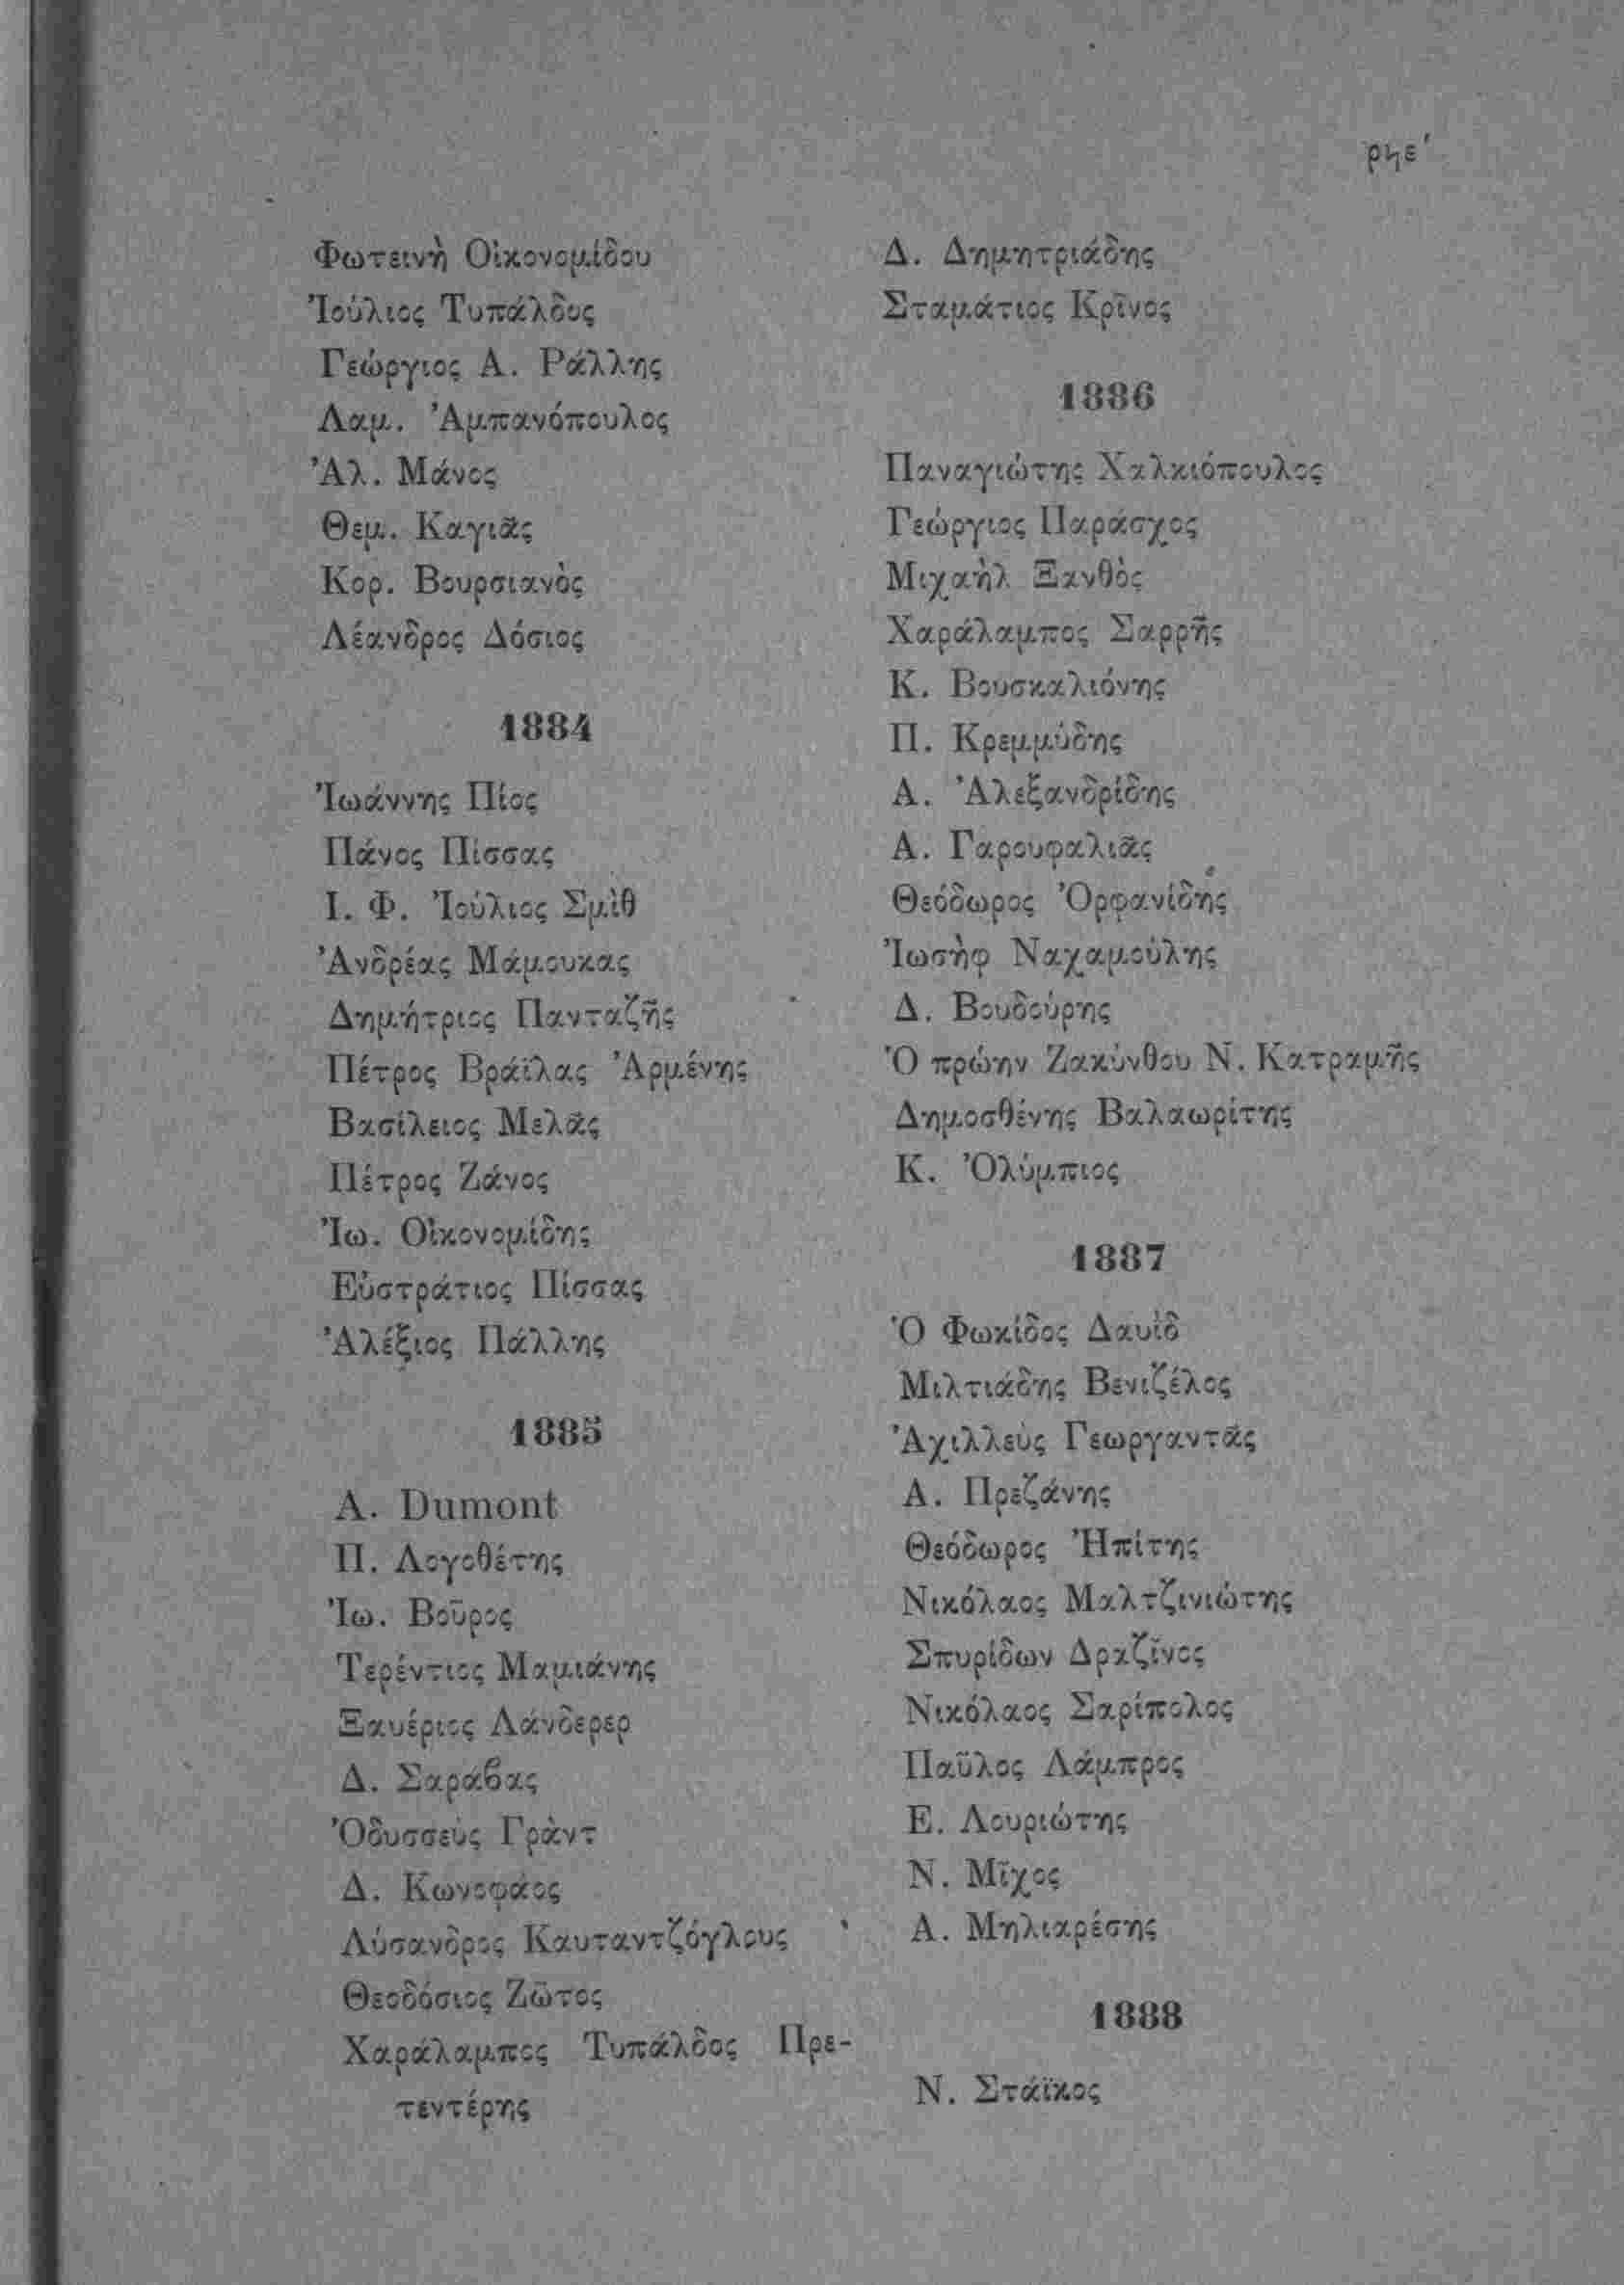 ρηε′
Φωτεινὴ Οἰκονομίδου
Ἰούλιος Τυπάλδος
Γεώργιος Α. Ράλλης
Λαμ. Ἀμπανόπουλος
Ἀλ. Μάνος
Θεμ. Καγιᾶς
Κορ. Βουρσιανὸς
Λέανδρος Δόσιος
1884
Ἰωάννης Πίος
Πάνος Πίσσας
Ι. Φ. Ἰούλιος Σμὶθ
Ἀνδρέας Μάμουκας
Δημήτριος Πανταζῆς
Πέτρος Βράϊλας Ἀρμένης
Βασίλειος Μελᾶς
Πέτρος Ζάνος
Ἰω. Οἰκονομίδης
Εὐστράτιος Πίσσας
Ἀλέξιος Πάλλης
1885
A. Dumont
Π. Λογοθέτης
Ἰω. Βοῦρος
Τερέντιος Μαμιάνης
Ξαυέριος Λάνδερερ
Δ. Σαράβας
Ὀδυσσεὺς Γρὰντ
Δ. Κωνοφάος
Λύσανδρος Καυταντζόγλους
Θεοδόσιος Ζῶτος
Χαράλαμπος Τυπάλδος Πρε-
τεντέρης
Δ. Δημητριάδης
Σταμάτιος Κρῖνος
1886
Παναγιώτης Χαλκιόπουλος
Γεώργιος Παράσχος
Μιχαὴλ Ξανθὸς
Χαράλαμπος Σαρρῆς
Κ. Βουσκαλιόνης
Π. Κρεμμύδης
Α. Ἀλεξανδρίδης
Α. Γαρουφαλιᾶς
Θεόδωρος Ὀρφανίδης
Ἰωσὴφ Ναχαμούλης
Δ. Βουδούρης
Ὁ πρώην Ζακύνθου Ν. Κατραμῆς
Δημοσθένης Βαλαωρίτης
Κ. Ὀλύμπιος
1887
Ὁ Φωκίδος Δαυὶδ
Μιλτιάδης Βενιζέλος
Ἀχιλλεὺς Γεωργαντᾶς
Α. Πρεζάνης
Θεόδωρος Ἠπίτης
Νικόλαος Μαλτζινιώτης
Σπυρίδων Δραζῖνος
Νικόλαος Σαρίπολος
Παῦλος Λάμπρος
Ε. Λουριώτης
Ν. Μῖχος
Α. Μηλιαρέσης
1888
Ν. Στάϊκος